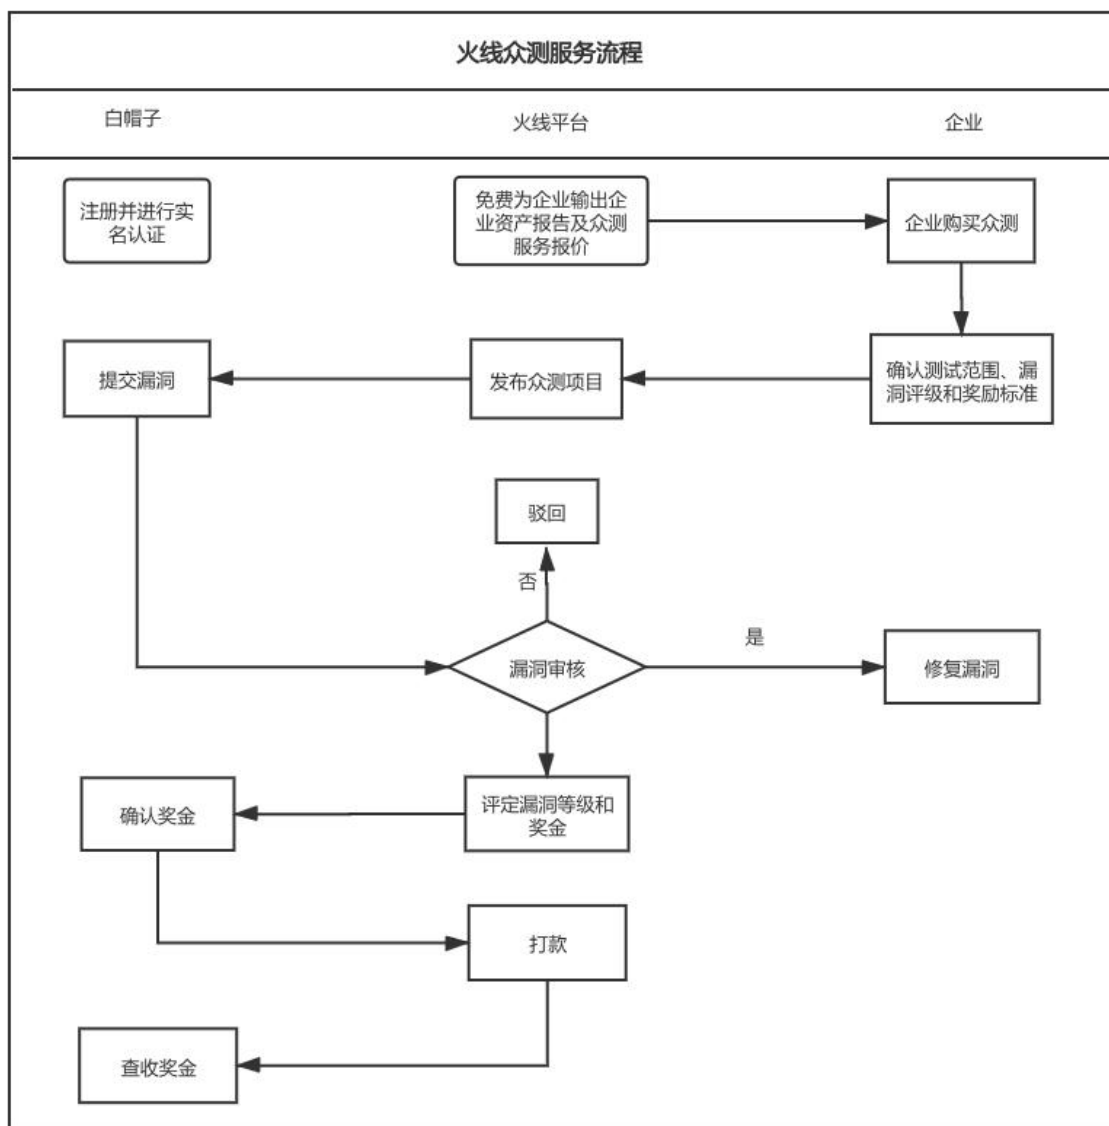 火线众测服务流程
白帽子
火线平台
企业
注册并进行实
名认证
免费为企业输出企
业资产报告及众测
服务报价
企业购买众测
提交漏洞
发布众测项目
确认测试范围、漏
洞评级和奖励标准
驳回
否
是
漏洞审核
修复漏洞
确认奖金
评定漏洞等级和
奖金
打款
查收奖金